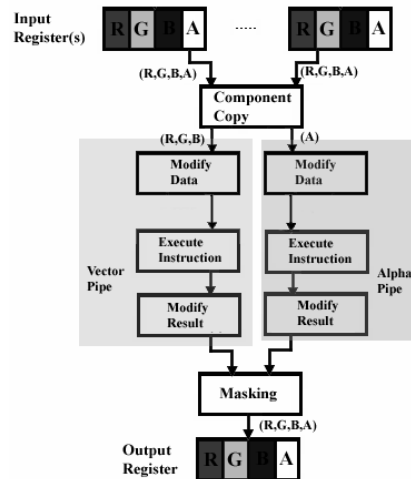 Input
Register(s)
R G B A ..... R G B A
(R,G,B,A) (R,G,B,A)
Component
Copy
(R,G,B) (A)
Modify
Data
Modify
Data
Execute
Instruction
Execute
Instruction
Vector
Pipe
Alpha
Pipe
Modify
Result
Modify
Result
Masking
(R,G,B,A)
Output
Register
R G B A